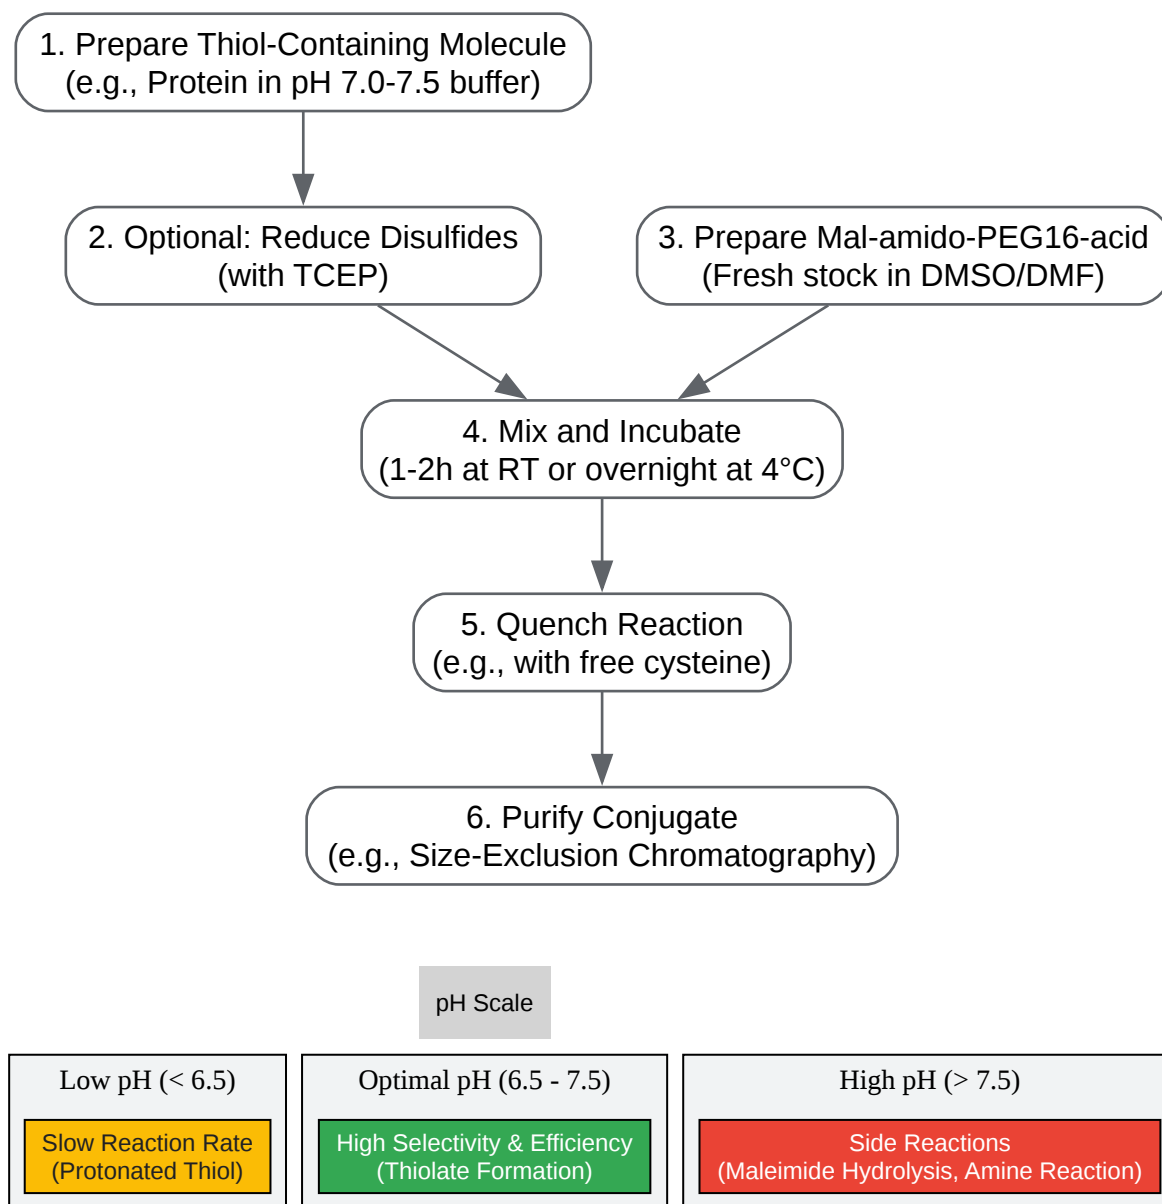 1. Prepare Thiol-Containing Molecule
(e.g., Protein in pH 7.0-7.5 buffer)
2. Optional: Reduce Disulfides
(with TCEP)
3. Prepare Mal-amido-PEG16-acid
(Fresh stock in DMSO/DMF)
4. Mix and Incubate
(1-2h at RT or overnight at 4°C)
5. Quench Reaction
(e.g., with free cysteine)
6. Purify Conjugate
(e.g., Size-Exclusion Chromatography)
pH Scale
Low pH (< 6.5)
Slow Reaction Rate
(Protonated Thiol)
Optimal pH (6.5 - 7.5)
High Selectivity & Efficiency
(Thiolate Formation)
High pH (> 7.5)
Side Reactions
(Maleimide Hydrolysis, Amine Reaction)